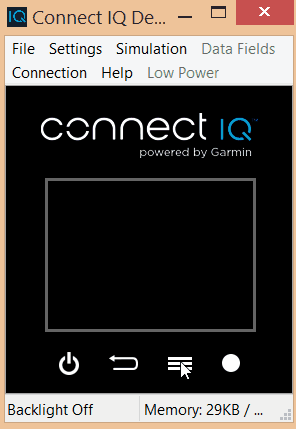 IQ Connect IQ De...
File Settings Simulation Data Fields
Connection Help Low Power
connect IQ™
powered by Garmin
Backlight Off Memory: 29KB / ...